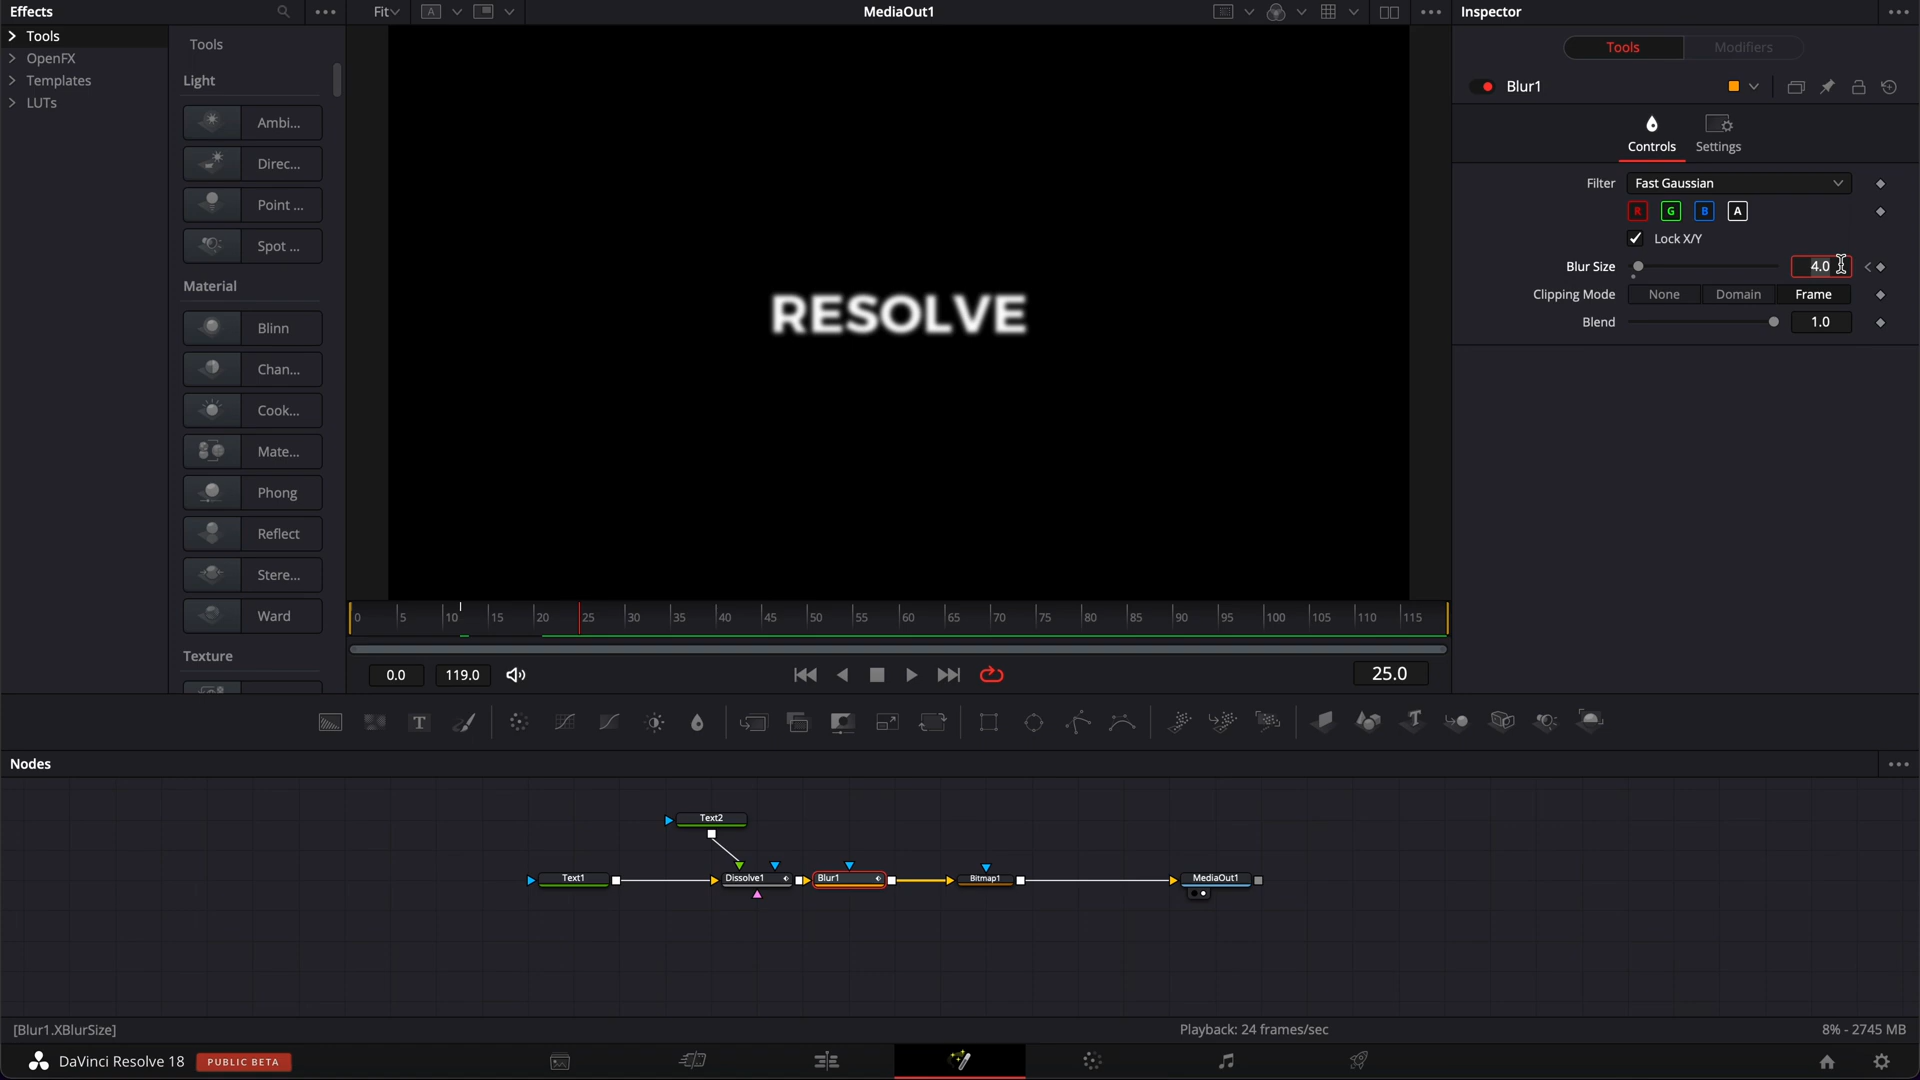 Effects
Fit
A
MediaOut1
Inspector
Tools
OpenFX
Templates
LUTs
Tools
Light
Ambi...
Direc...
Point ...
Spot ...
Material
Blinn
Chan...
Cook...
Mate...
Phong
Reflect
Stere...
Ward
Texture
RESOLVE
0 5 10 15 20 25 30 35 40 45 50 55 60 65 70 75 80 85 90 95 100 105 110 115
0.0
119.0
25.0
Tools
Modifiers
Blur1
Controls
Settings
Filter
Fast Gaussian
R G B A
Lock X/Y
Blur Size
4.0
Clipping Mode
None
Domain
Frame
Blend
1.0
T
T
Nodes
Text2
Text1
Dissolve1
Blur1
Bitmap1
MediaOut1
[Blur1.XBlurSize]
Playback: 24 frames/sec
8% - 2745 MB
DaVinci Resolve 18
PUBLIC BETA